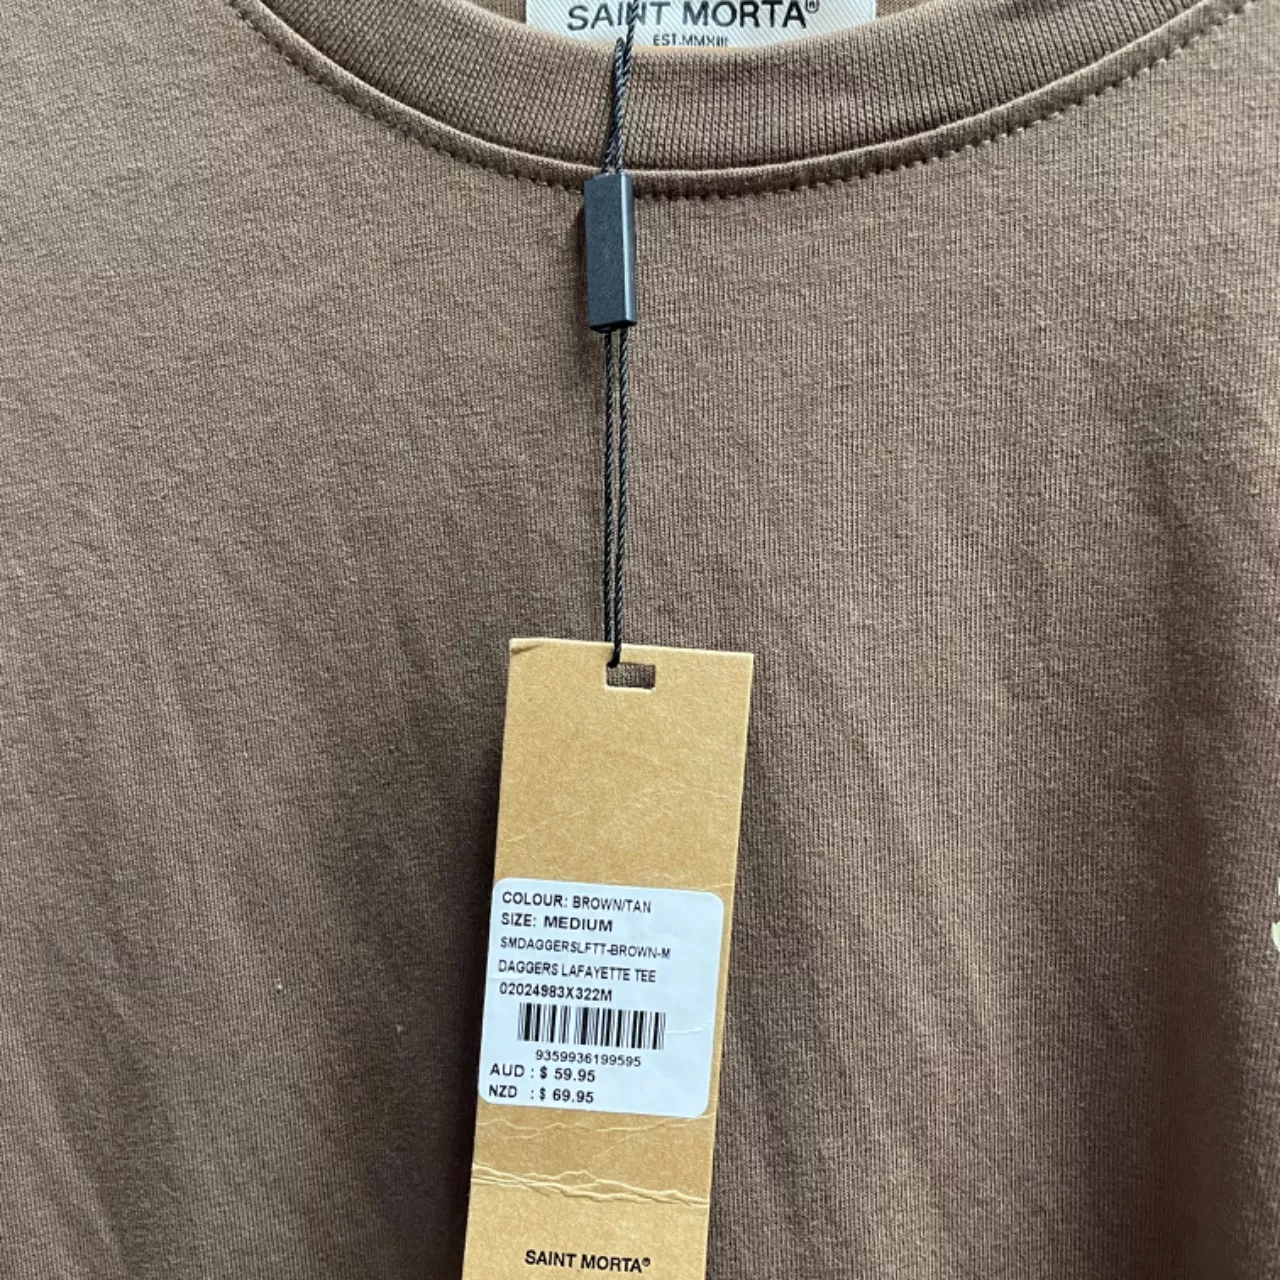 SAINT MORTA®
EST.MMXIII
COLOUR: BROWN/TAN
SIZE: MEDIUM
SMDAGGERSLFTT-BROWN-M
DAGGERS LAFAYETTE TEE
02024983X322M
9359936199595
AUD : $ 59.95
NZD : $ 69.95
SAINT MORTA®